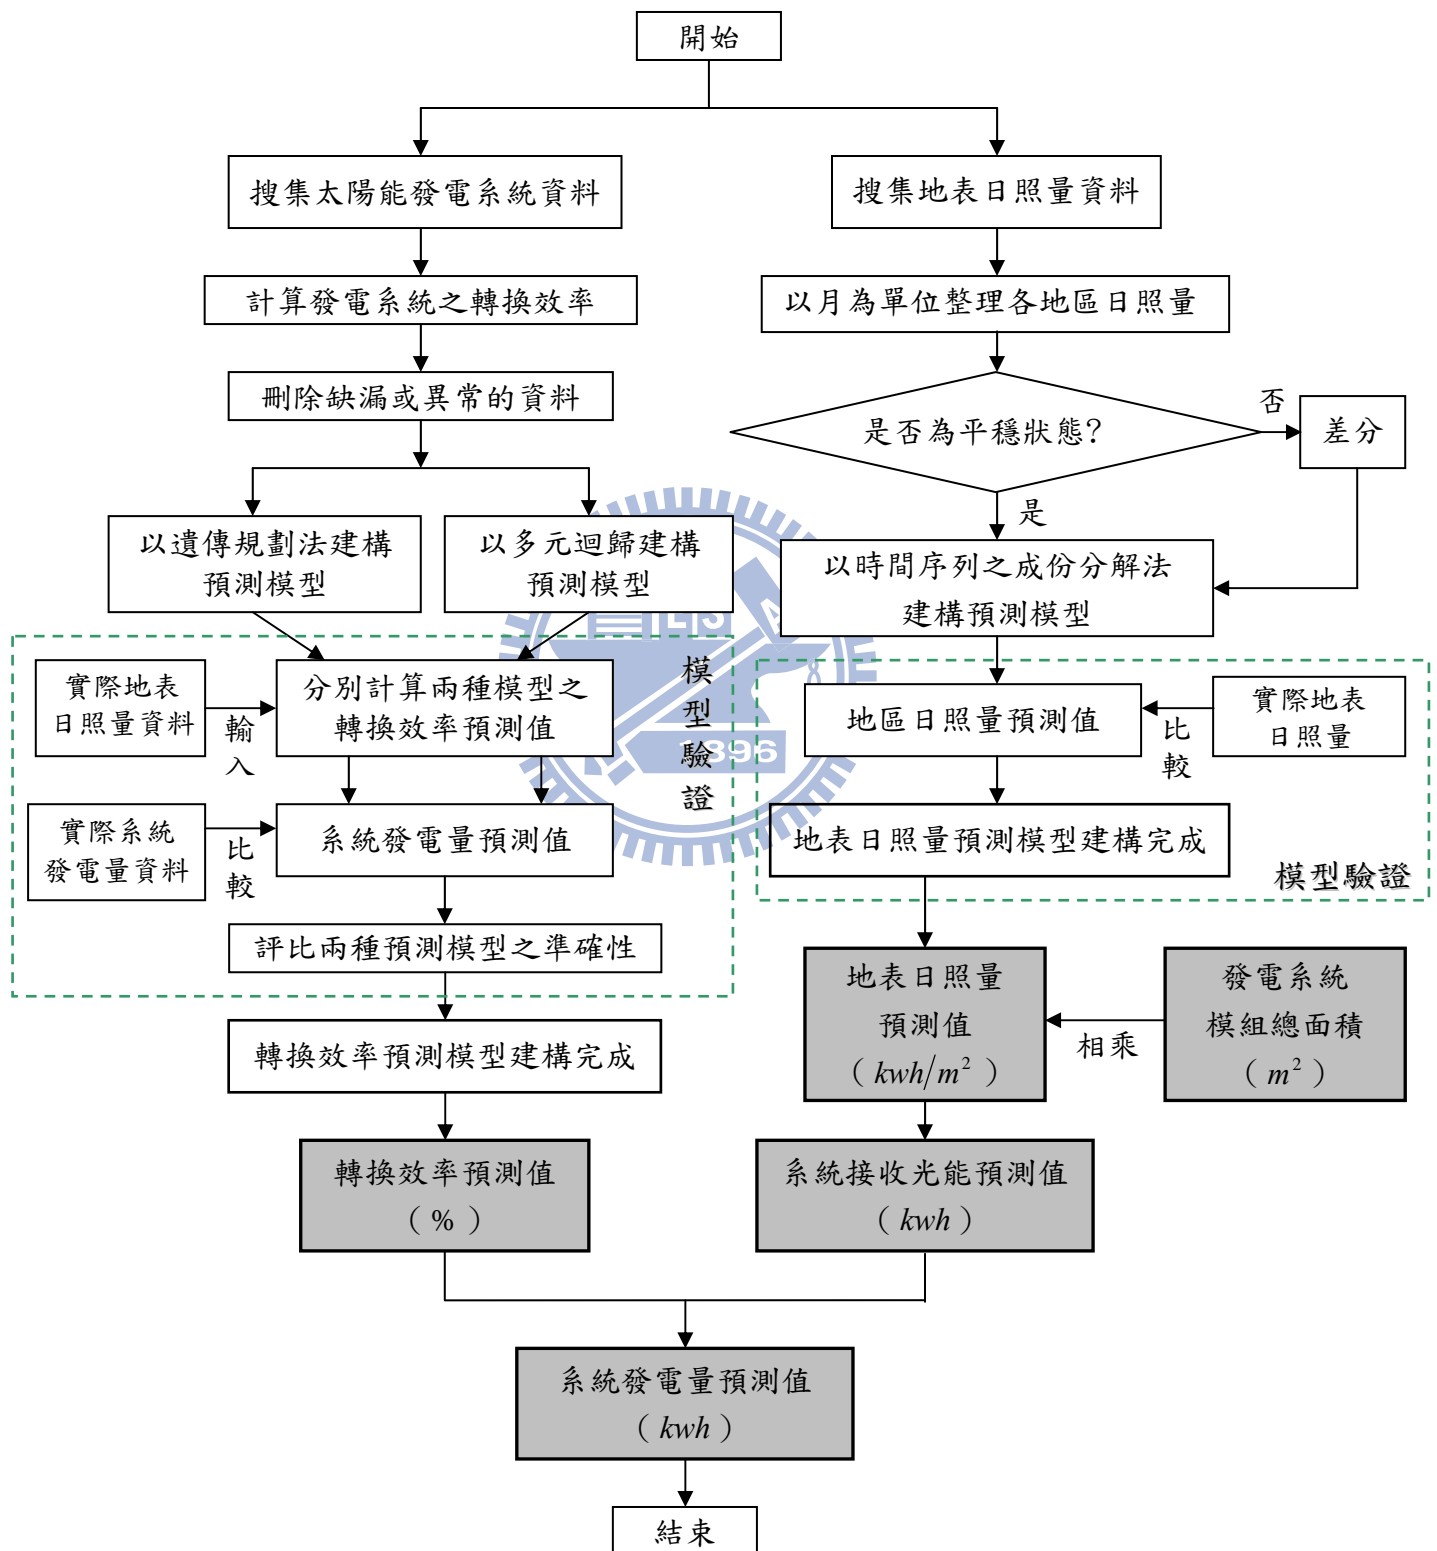 開始
搜集太陽能發電系統資料
搜集地表日照量資料
計算發電系統之轉換效率
以月為單位整理各地區日照量
刪除缺漏或異常的資料
是否為平穩狀態?
否
差分
是
以遺傳規劃法建構
預測模型
以多元迴歸建構
預測模型
以時間序列之成份分解法
建構預測模型
實際地表
日照量資料
輸
入
分別計算兩種模型之
轉換效率預測值
模
型
驗
證
地區日照量預測值
比
較
實際地表
日照量
實際系統
發電量資料
比
較
系統發電量預測值
地表日照量預測模型建構完成
模型驗證
評比兩種預測模型之準確性
轉換效率預測模型建構完成
地表日照量
預測值
（kwh/m²）
相乘
發電系統
模組總面積
（m²）
轉換效率預測值
（%）
系統接收光能預測值
（kwh）
系統發電量預測值
（kwh）
結束
1896